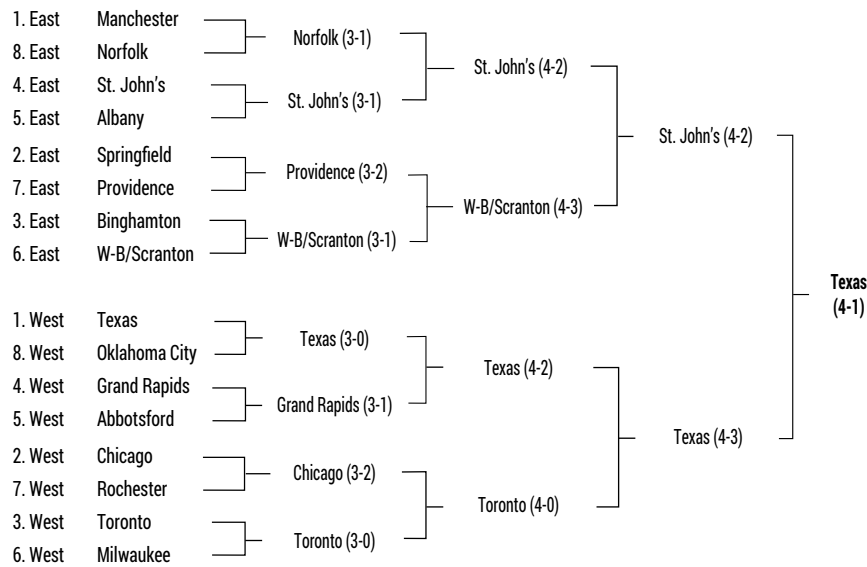 1. East Manchester
8. East Norfolk
Norfolk (3-1)
4. East St. John's
5. East Albany
St. John's (3-1)
St. John's (4-2)
2. East Springfield
7. East Providence
Providence (3-2)
3. East Binghamton
6. East W-B/Scranton
W-B/Scranton (3-1)
W-B/Scranton (4-3)
St. John's (4-2)
1. West Texas
8. West Oklahoma City
Texas (3-0)
4. West Grand Rapids
5. West Abbotsford
Grand Rapids (3-1)
Texas (4-2)
2. West Chicago
7. West Rochester
Chicago (3-2)
3. West Toronto
6. West Milwaukee
Toronto (3-0)
Toronto (4-0)
Texas (4-3)
Texas
(4-1)